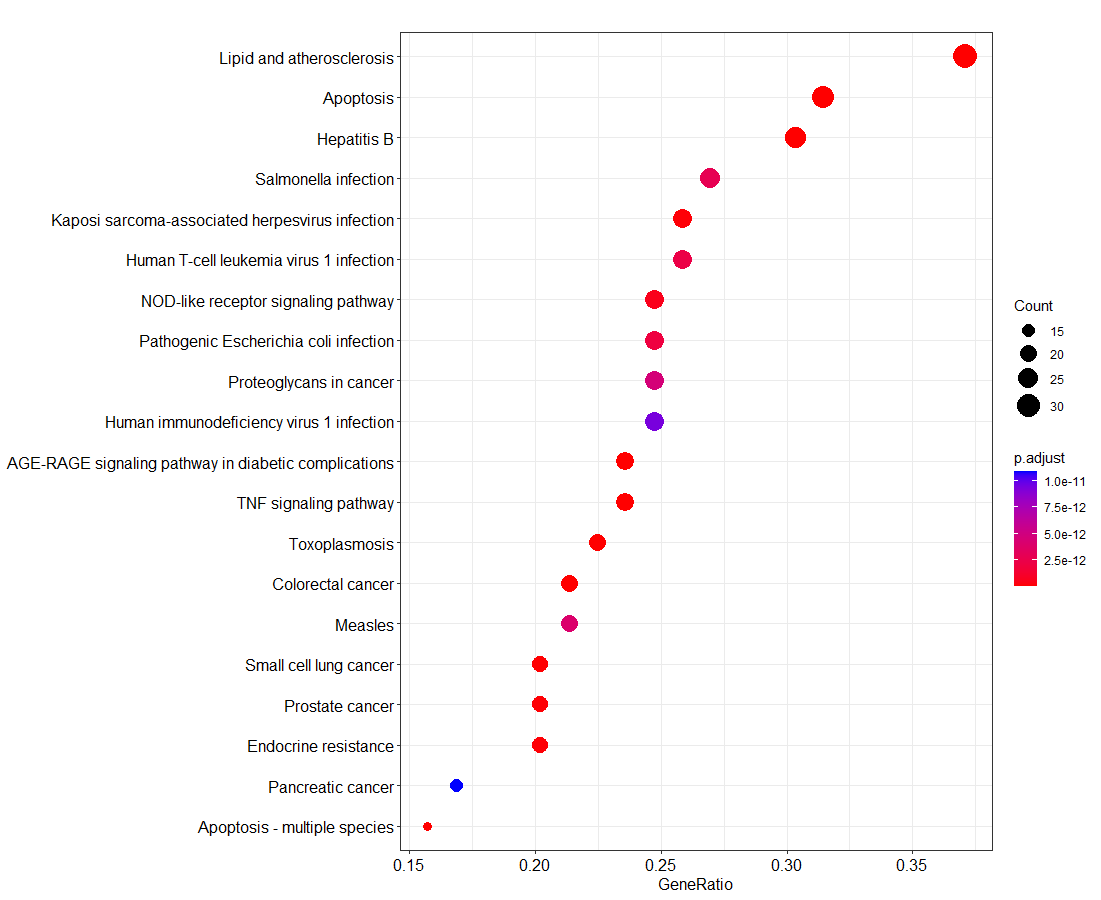 Lipid and atherosclerosis
Apoptosis
Hepatitis B
Salmonella infection
Kaposi sarcoma-associated herpesvirus infection
Human T-cell leukemia virus 1 infection
NOD-like receptor signaling pathway
Pathogenic Escherichia coli infection
Proteoglycans in cancer
Human immunodeficiency virus 1 infection
AGE-RAGE signaling pathway in diabetic complications
TNF signaling pathway
Toxoplasmosis
Colorectal cancer
Measles
Small cell lung cancer
Prostate cancer
Endocrine resistance
Pancreatic cancer
Apoptosis - multiple species
0.15 0.20 0.25 0.30 0.35
GeneRatio
Count
15
20
25
30
p.adjust
1.0e-11
7.5e-12
5.0e-12
2.5e-12